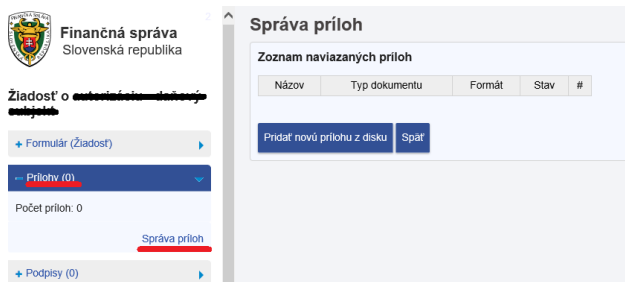 Finančná správa
Slovenská republika
Žiadosť o
+ Formulár (Žiadosť)
Prílohy (0)
Počet príloh: 0
Správa príloh
+ Podpisy (0)
Správa príloh
Zoznam naviazaných príloh
Názov Typ dokumentu Formát Stav #
Pridať novú prílohu z disku Späť